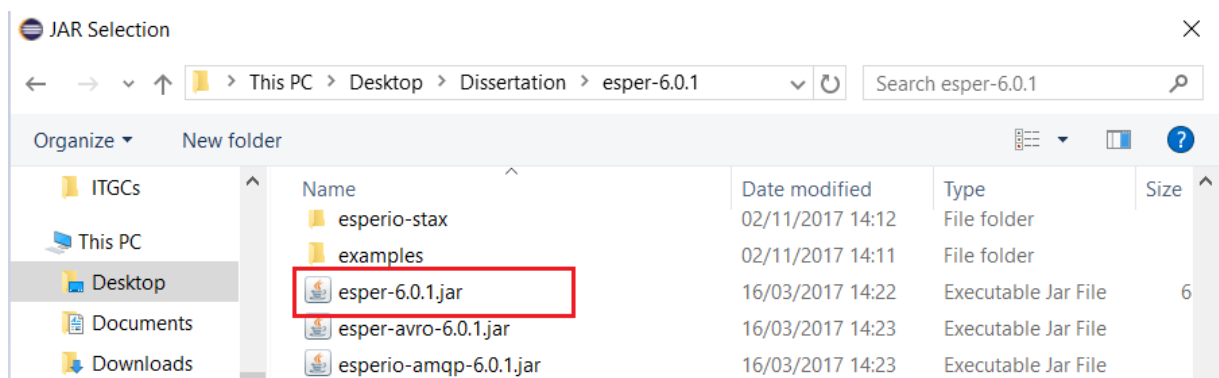 JAR Selection
This PC > Desktop > Dissertation > esper-6.0.1
Search esper-6.0.1
Organize New folder
?
ITGCs
This PC
Desktop
Documents
Downloads
Name Date modified Type Size
esperio-stax 02/11/2017 14:12 File folder
examples 02/11/2017 14:11 File folder
esper-6.0.1.jar 16/03/2017 14:22 Executable Jar File 6
esper-avro-6.0.1.jar 16/03/2017 14:23 Executable Jar File
esperio-amqp-6.0.1.jar 16/03/2017 14:23 Executable Jar File